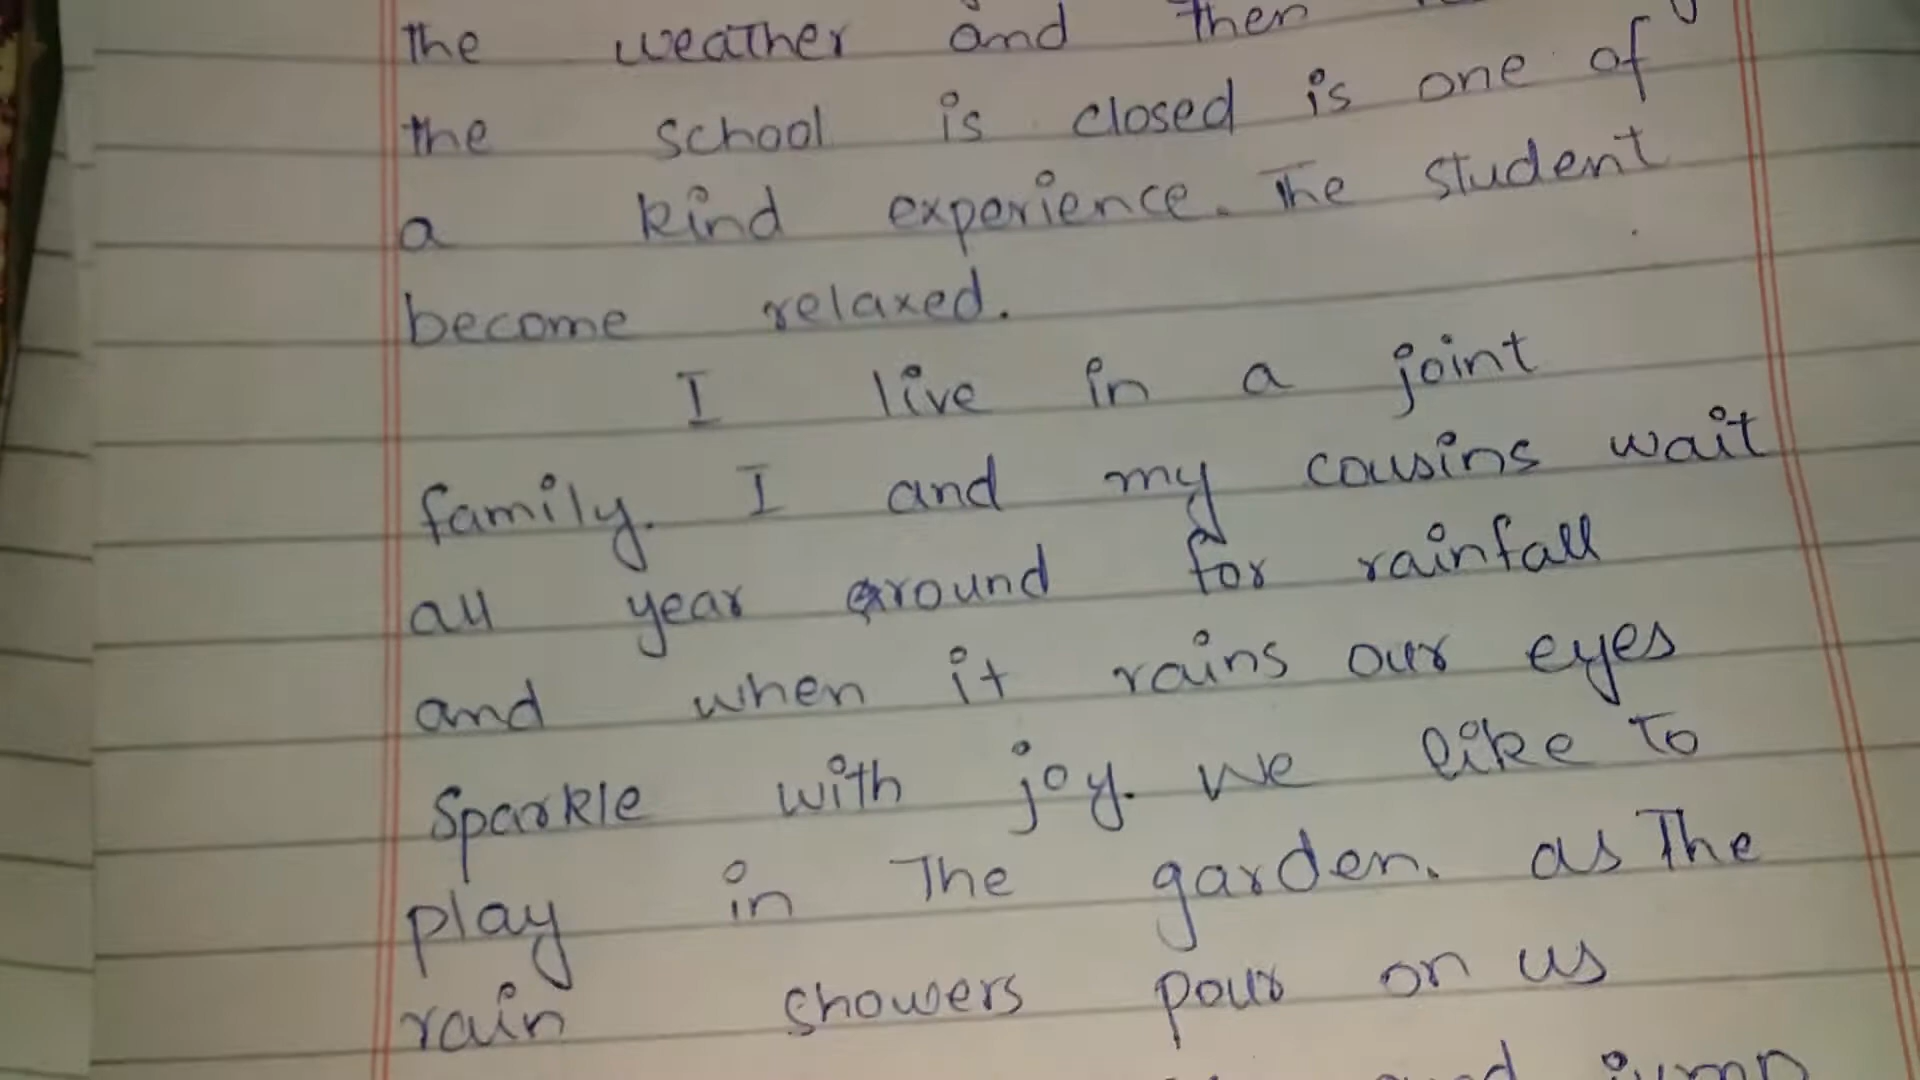 the weather and then
the school is closed is one of
a kind experience. The student
become relaxed.
I live in a joint
family. I and my cousins wait
all year around for rainfall
and when it rains our eyes
Sparkle with joy. We like to
play in The garden. as The
rain showers pour on us
and jump